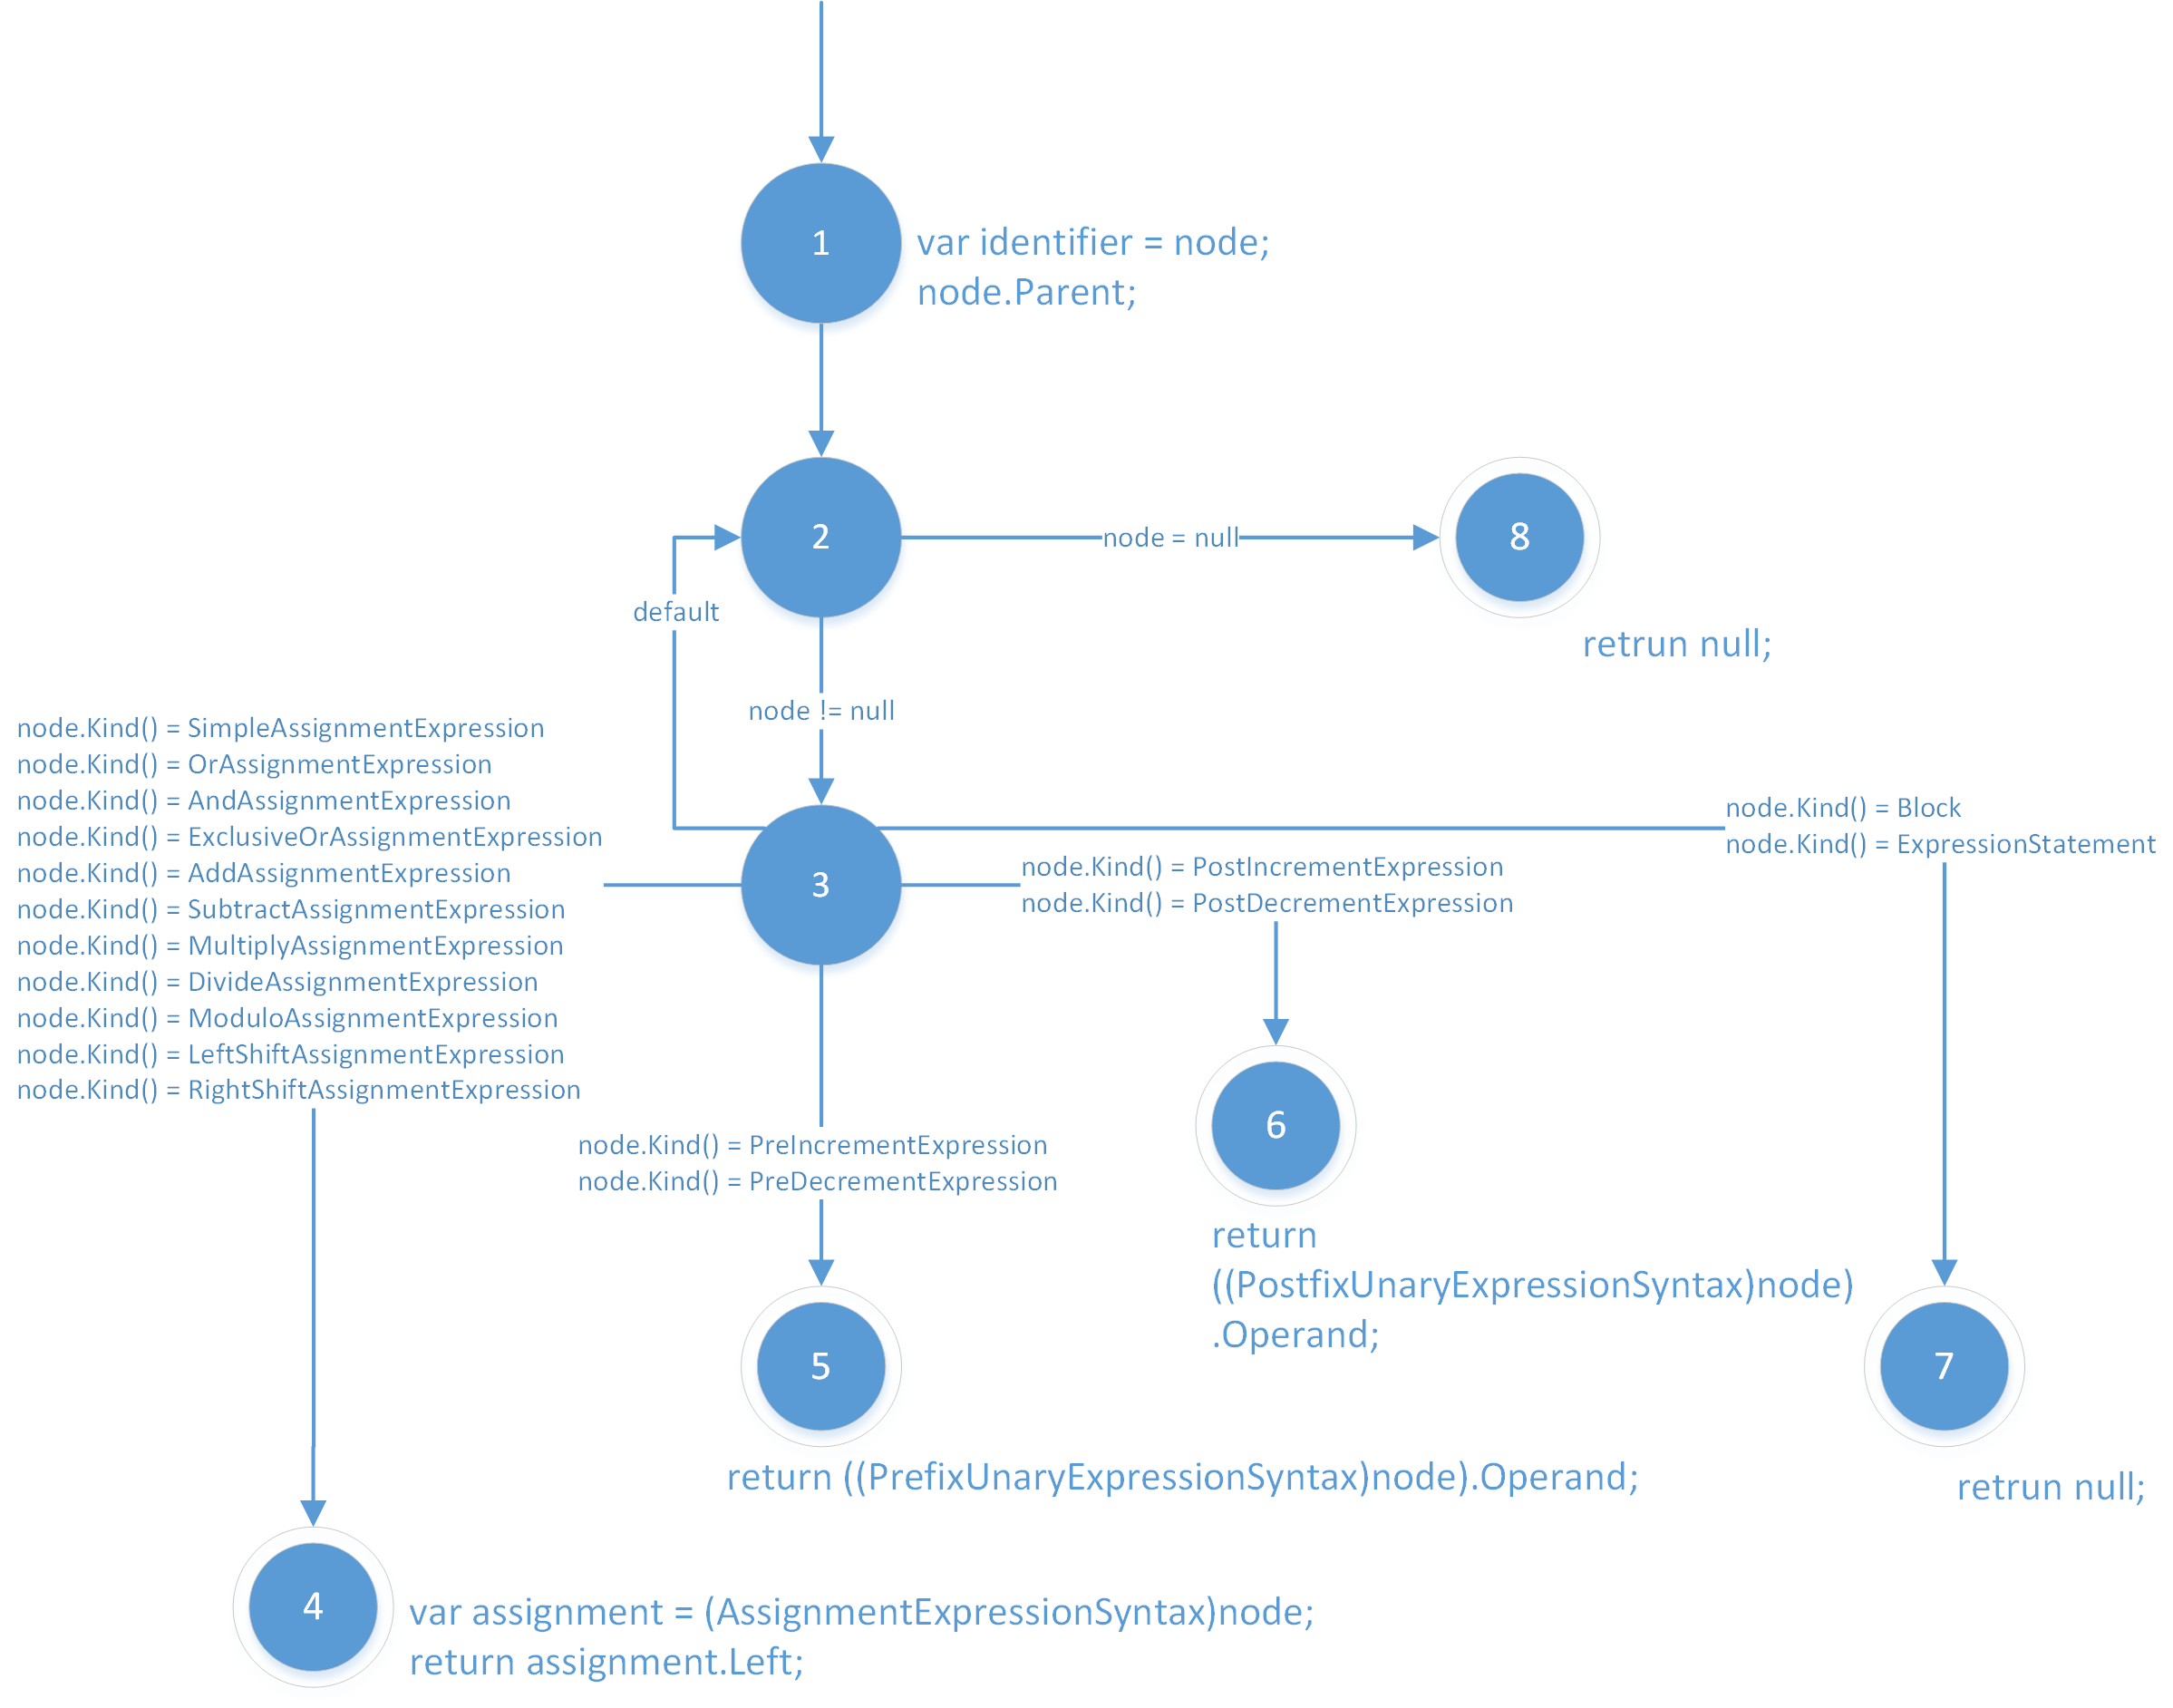 1
var identifier = node;
node.Parent;
2
node = null
8
retrun null;
default
node != null
node.Kind() = SimpleAssignmentExpression
node.Kind() = OrAssignmentExpression
node.Kind() = AndAssignmentExpression
node.Kind() = ExclusiveOrAssignmentExpression
node.Kind() = AddAssignmentExpression
node.Kind() = SubtractAssignmentExpression
node.Kind() = MultiplyAssignmentExpression
node.Kind() = DivideAssignmentExpression
node.Kind() = ModuloAssignmentExpression
node.Kind() = LeftShiftAssignmentExpression
node.Kind() = RightShiftAssignmentExpression
3
node.Kind() = Block
node.Kind() = ExpressionStatement
node.Kind() = PostIncrementExpression
node.Kind() = PostDecrementExpression
node.Kind() = PreIncrementExpression
node.Kind() = PreDecrementExpression
6
return
((PostfixUnaryExpressionSyntax)node)
.Operand;
5
return ((PrefixUnaryExpressionSyntax)node).Operand;
7
retrun null;
4
var assignment = (AssignmentExpressionSyntax)node;
return assignment.Left;